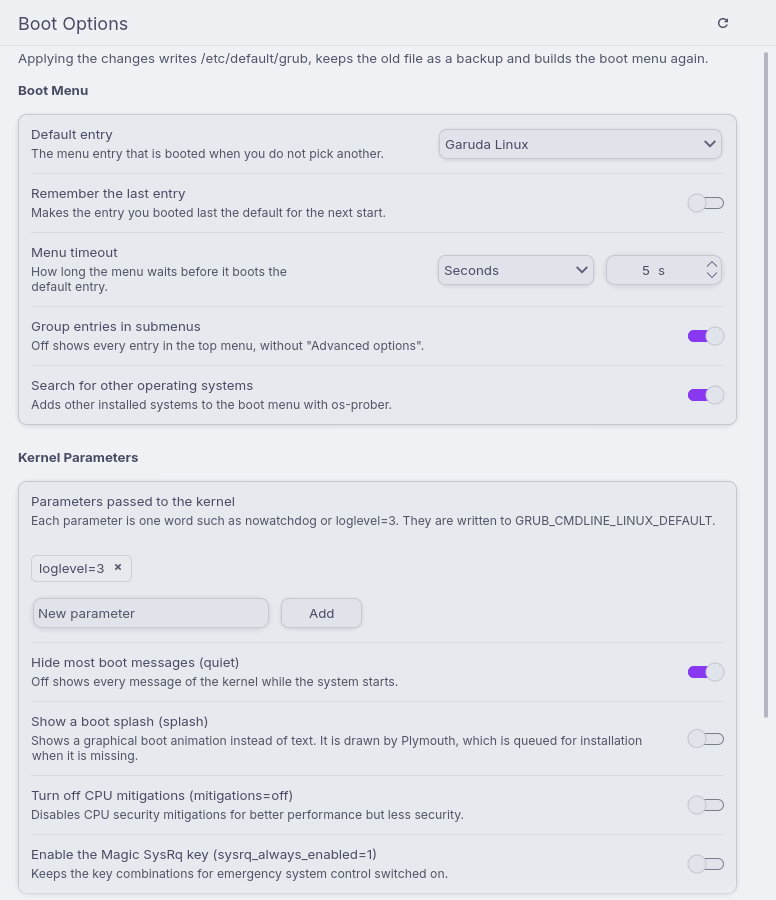 Boot Options
Applying the changes writes /etc/default/grub, keeps the old file as a backup and builds the boot menu again.
Boot Menu
Default entry
The menu entry that is booted when you do not pick another.
Garuda Linux
Remember the last entry
Makes the entry you booted last the default for the next start.
Menu timeout
How long the menu waits before it boots the
default entry.
Seconds
5 s
Group entries in submenus
Off shows every entry in the top menu, without "Advanced options".
Search for other operating systems
Adds other installed systems to the boot menu with os-prober.
Kernel Parameters
Parameters passed to the kernel
Each parameter is one word such as nowatchdog or loglevel=3. They are written to GRUB_CMDLINE_LINUX_DEFAULT.
loglevel=3 ×
New parameter
Add
Hide most boot messages (quiet)
Off shows every message of the kernel while the system starts.
Show a boot splash (splash)
Shows a graphical boot animation instead of text. It is drawn by Plymouth, which is queued for installation
when it is missing.
Turn off CPU mitigations (mitigations=off)
Disables CPU security mitigations for better performance but less security.
Enable the Magic SysRq key (sysrq_always_enabled=1)
Keeps the key combinations for emergency system control switched on.